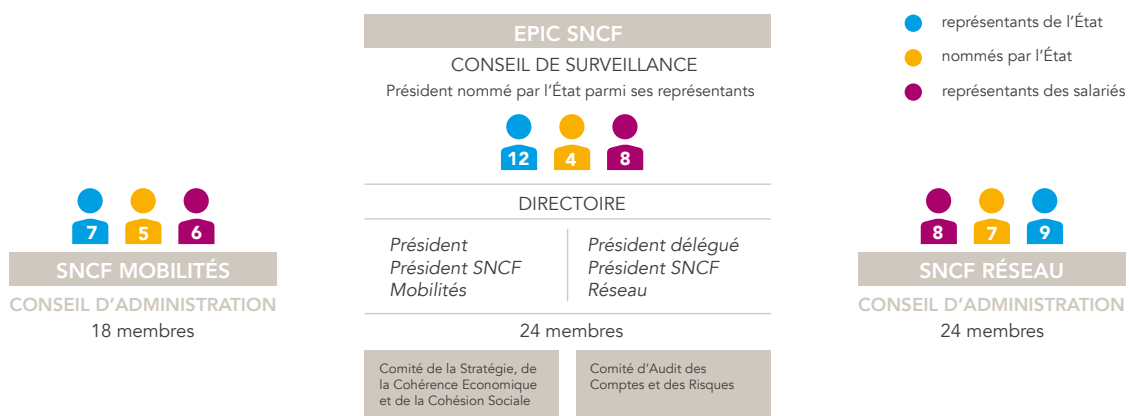 EPIC SNCF
CONSEIL DE SURVEILLANCE
Président nommé par l'État parmi ses représentants
12 4 8
DIRECTOIRE
Président
Président SNCF
Mobilités
Président délégué
Président SNCF
Réseau
24 membres
Comité de la Stratégie, de
la Cohérence Economique
et de la Cohésion Sociale
Comité d'Audit des
Comptes et des Risques
représentants de l'État
nommés par l'État
représentants des salariés
7 5 6
SNCF MOBILITÉS
CONSEIL D'ADMINISTRATION
18 membres
8 7 9
SNCF RÉSEAU
CONSEIL D'ADMINISTRATION
24 membres